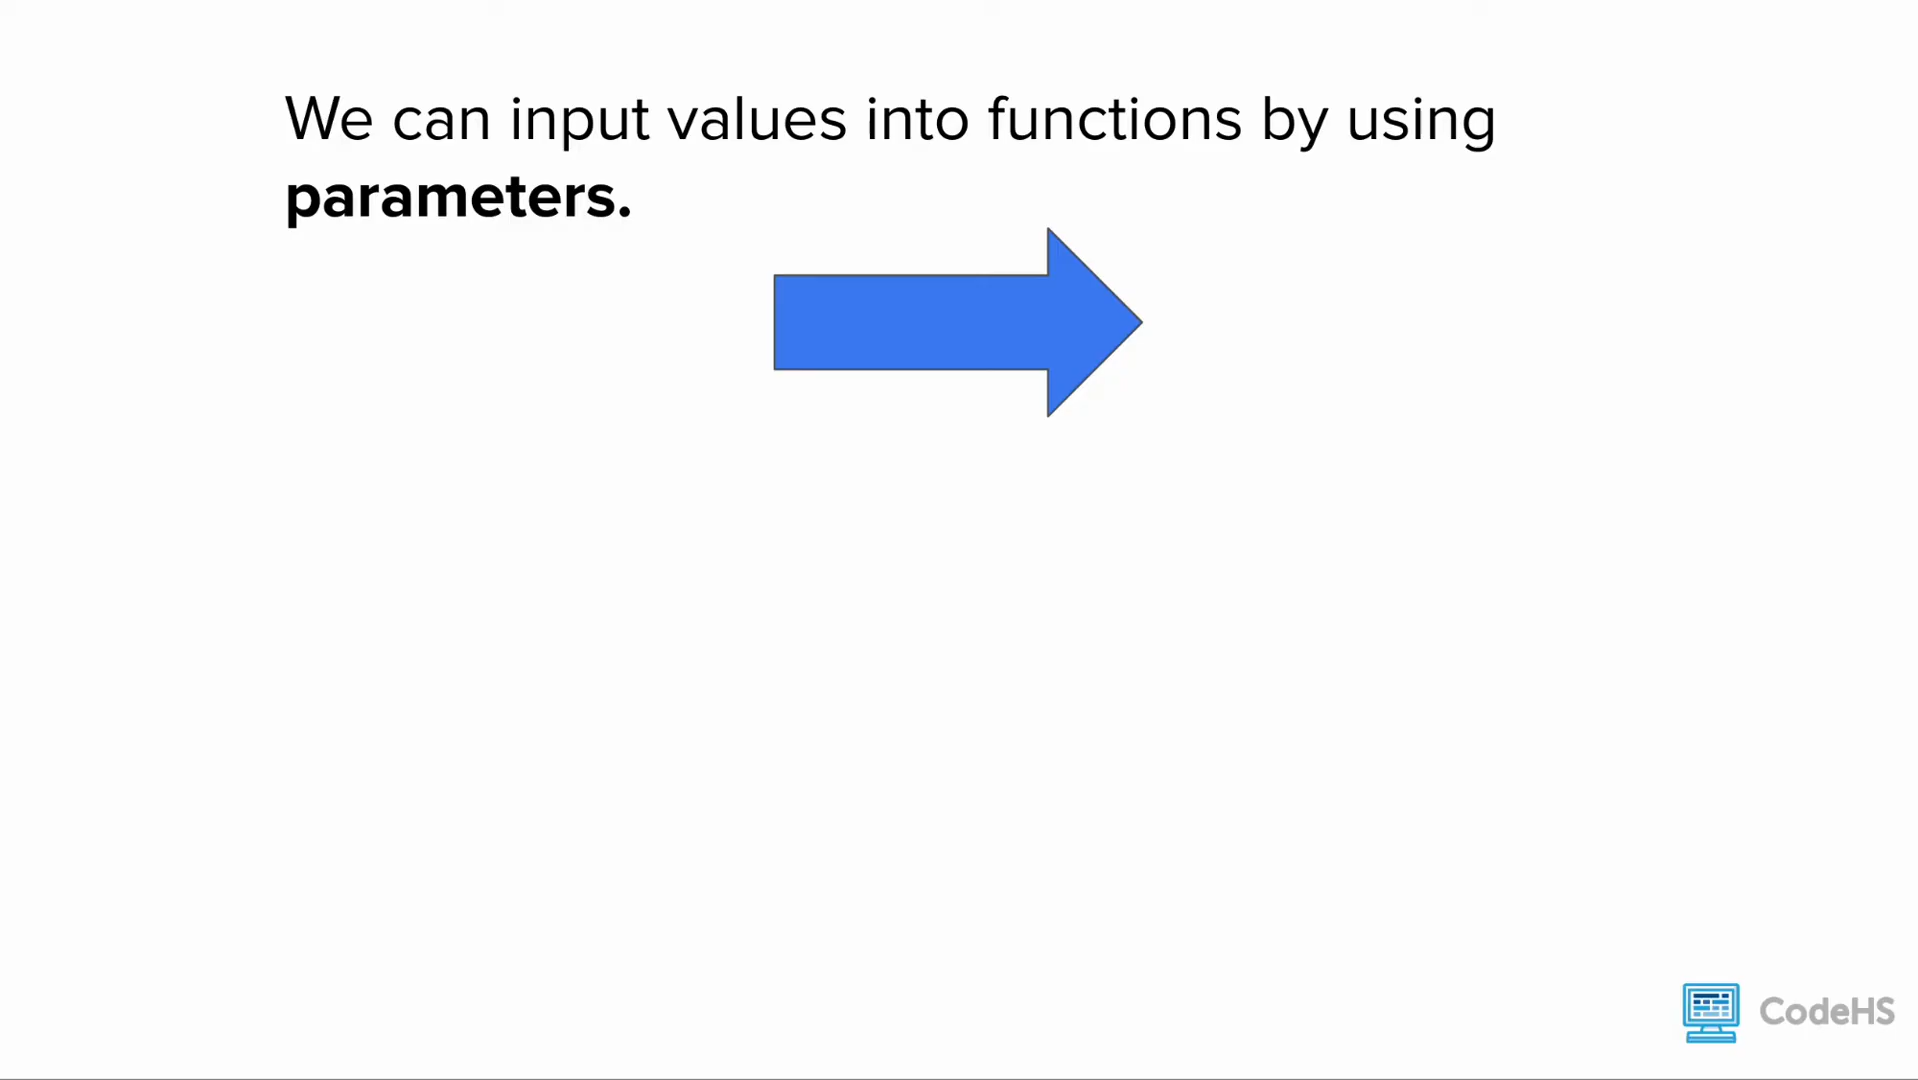 We can input values into functions by using
parameters.
CodeHS